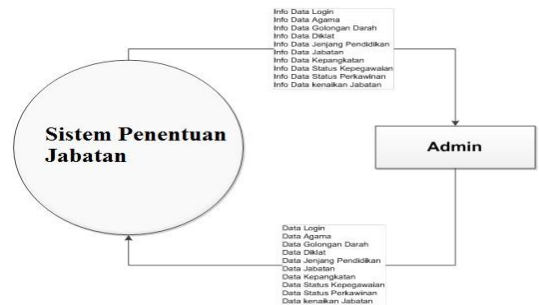 Info Data Login
Info Data Agama
Info Data Golongan Darah
Info Data Diklat
Info Data Jenjang Pendidikan
Info Data Jabatan
Info Data Kepangkatan
Info Data Status Kepegawaian
Info Data Status Perkawinan
Info Data kenaikan Jabatan
Sistem Penentuan
Jabatan
Admin
Data Login
Data Agama
Data Golongan Darah
Data Diklat
Data Jenjang Pendidikan
Data Jabatan
Data Kepangkatan
Data Status Kepegawaian
Data Status Perkawinan
Data kenaikan Jabatan